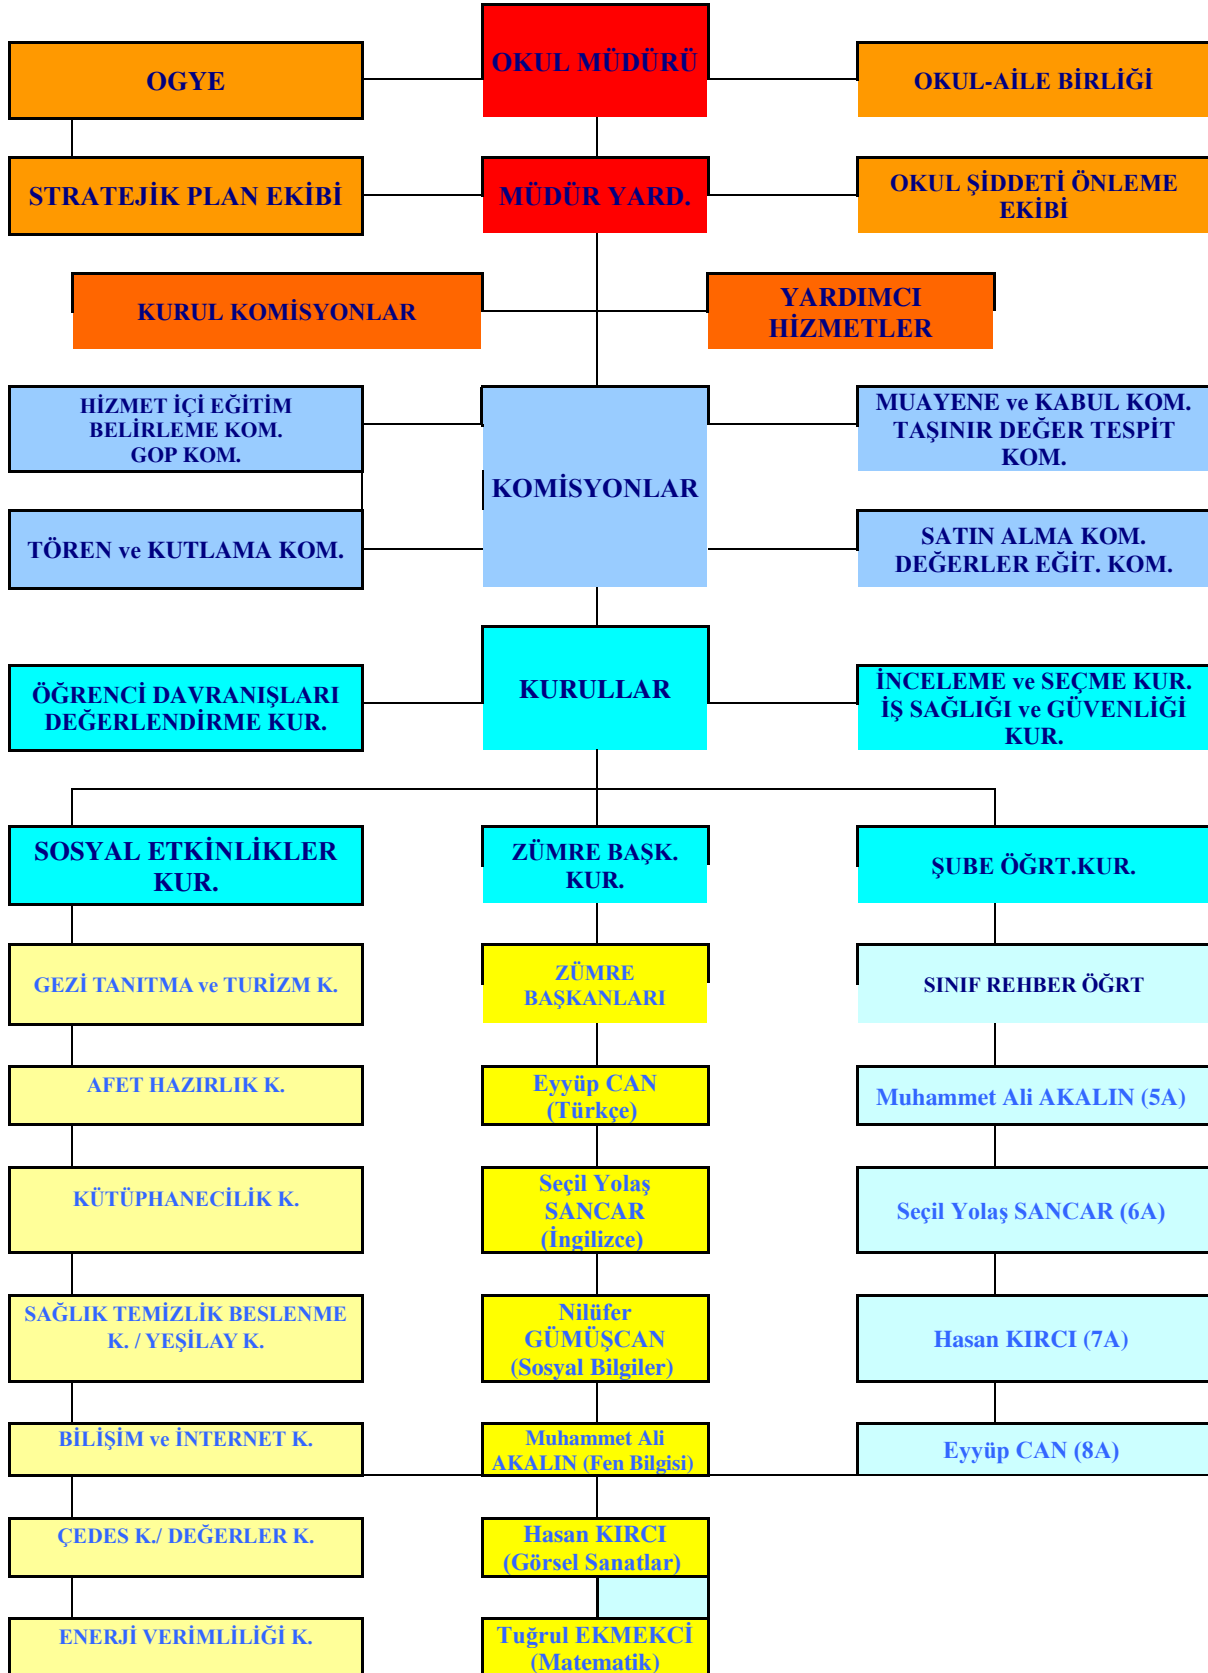 OKUL MÜDÜRÜ
OGYE
OKUL-AİLE BİRLİĞİ
STRATEJİK PLAN EKİBİ
MÜDÜR YARD.
OKUL ŞİDDETİ ÖNLEME
EKİBİ
KURUL KOMİSYONLAR
YARDIMCI
HİZMETLER
HİZMET İÇİ EĞİTİM
BELİRLEME KOM.
GOP KOM.
KOMİSYONLAR
MUAYENE ve KABUL KOM.
TAŞINIR DEĞER TESPİT
KOM.
TÖREN ve KUTLAMA KOM.
SATIN ALMA KOM.
DEĞERLER EĞİT. KOM.
ÖĞRENCİ DAVRANIŞLARI
DEĞERLENDİRME KUR.
KURULLAR
İNCELEME ve SEÇME KUR.
İŞ SAĞLIĞI ve GÜVENLİĞİ
KUR.
SOSYAL ETKİNLİKLER
KUR.
ZÜMRE BAŞK.
KUR.
ŞUBE ÖĞRT.KUR.
GEZİ TANITMA ve TURİZM K.
ZÜMRE
BAŞKANLARI
SINIF REHBER ÖĞRT
AFET HAZIRLIK K.
Eyyüp CAN
(Türkçe)
Muhammet Ali AKALIN (5A)
KÜTÜPHANECİLİK K.
Seçil Yolaş
SANCAR
(İngilizce)
Seçil Yolaş SANCAR (6A)
SAĞLIK TEMİZLİK BESLENME
K. / YEŞİLAY K.
Nilüfer
GÜMÜŞCAN
(Sosyal Bilgiler)
Hasan KIRCI (7A)
BİLİŞİM ve İNTERNET K.
Muhammet Ali
AKALIN (Fen Bilgisi)
Eyyüp CAN (8A)
ÇEDES K./ DEĞERLER K.
Hasan KIRCI
(Görsel Sanatlar)
ENERJİ VERİMLİLİĞİ K.
Tuğrul EKMEKCİ
(Matematik)